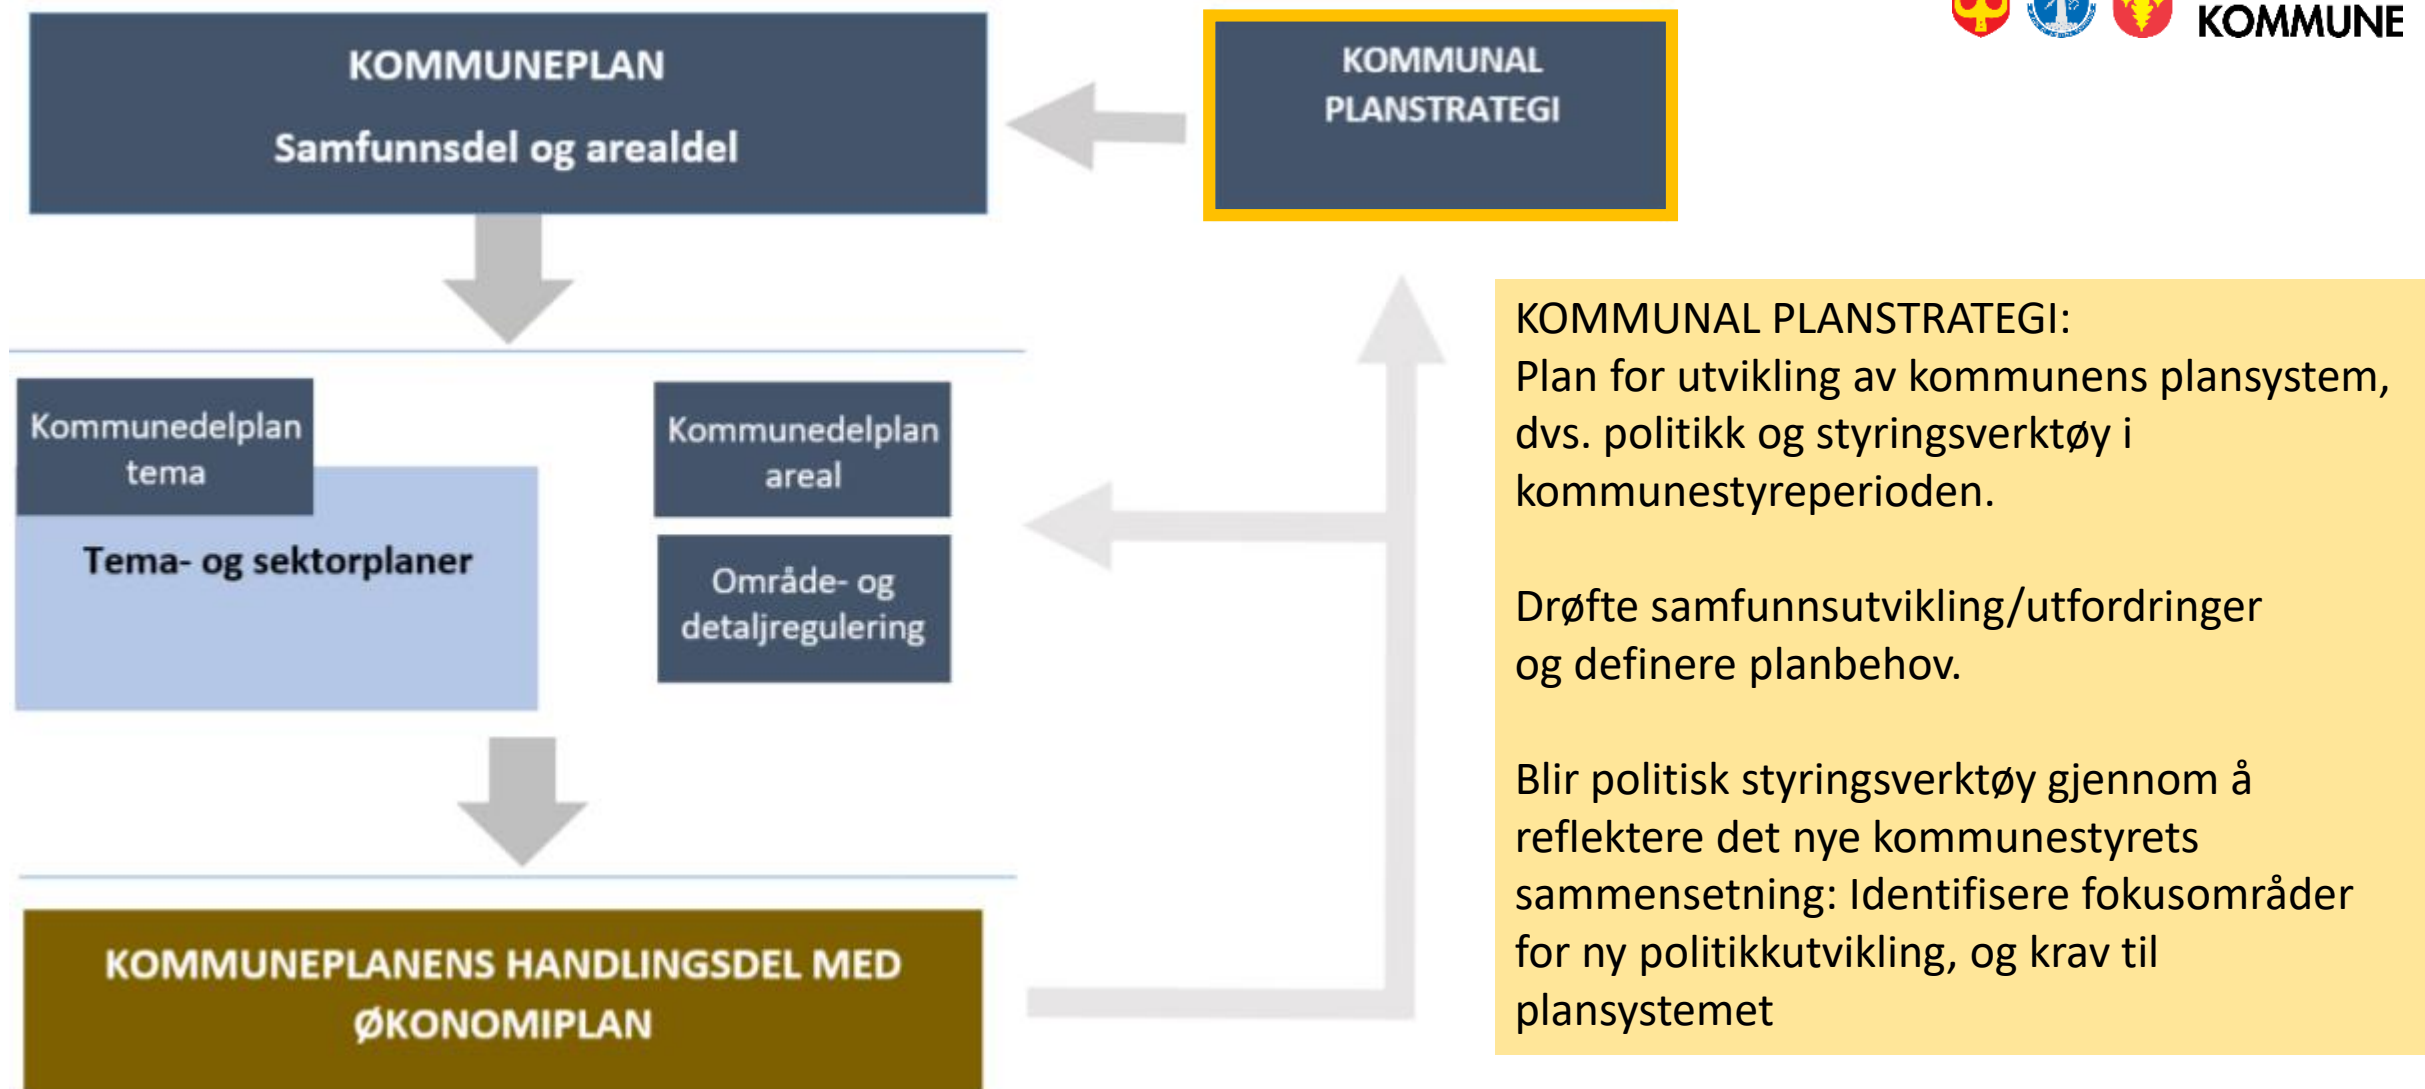 KOMMUNE
KOMMUNEPLAN
Samfunnsdel og arealdel
KOMMUNAL
PLANSTRATEGI
Kommunedelplan
tema
Tema- og sektorplaner
Kommunedelplan
areal
Område- og
detaljregulering
KOMMUNEPLANENS HANDLINGSDEL MED
ØKONOMIPLAN
KOMMUNAL PLANSTRATEGI:
Plan for utvikling av kommunens plansystem,
dvs. politikk og styringsverktøy i
kommunestyreperioden.
Drøfte samfunnsutvikling/utfordringer
og definere planbehov.
Blir politisk styringsverktøy gjennom å
reflektere det nye kommunestyrets
sammensetning: Identifisere fokusområder
for ny politikkutvikling, og krav til
plansystemet